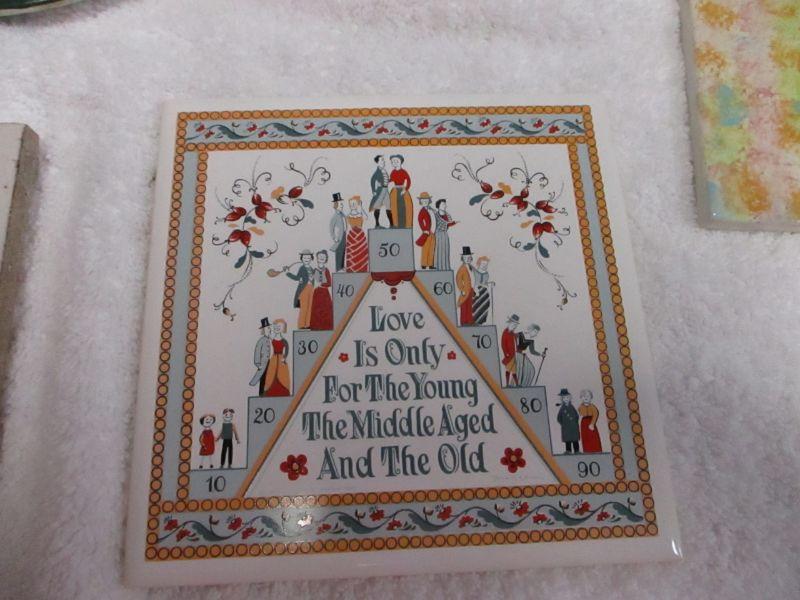 50
40
60
30
70
20
80
10
90
Love
Is Only
For The Young
The Middle Aged
And The Old